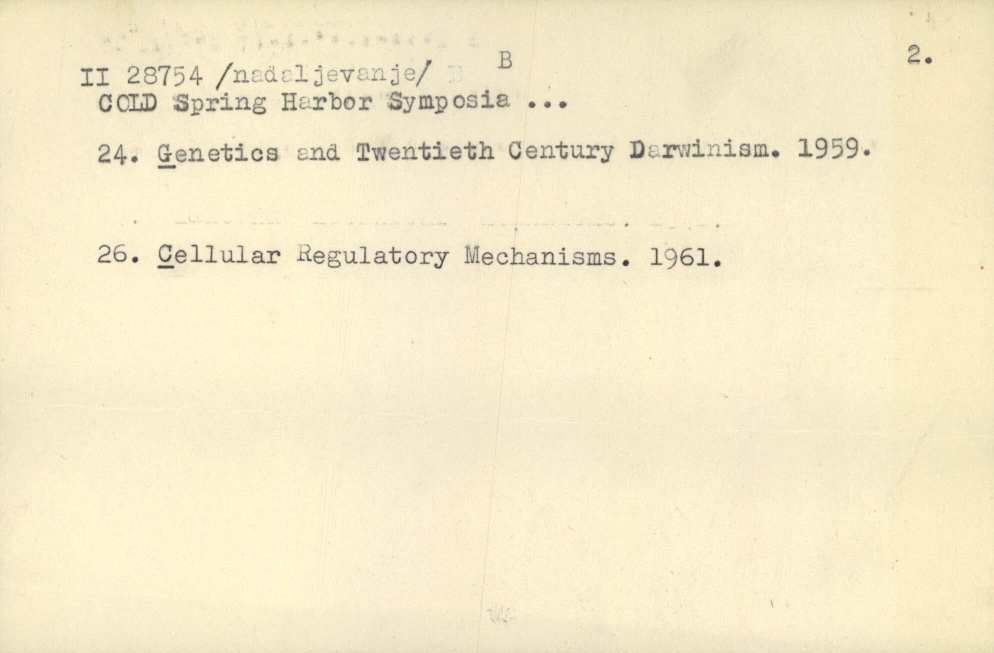 II 28754 /nadaljevanje/ B 2.
COLD Spring Harbor Symposia ...
24. Genetics and Twentieth Century Darwinism. 1959.
26. Cellular Regulatory Mechanisms. 1961.